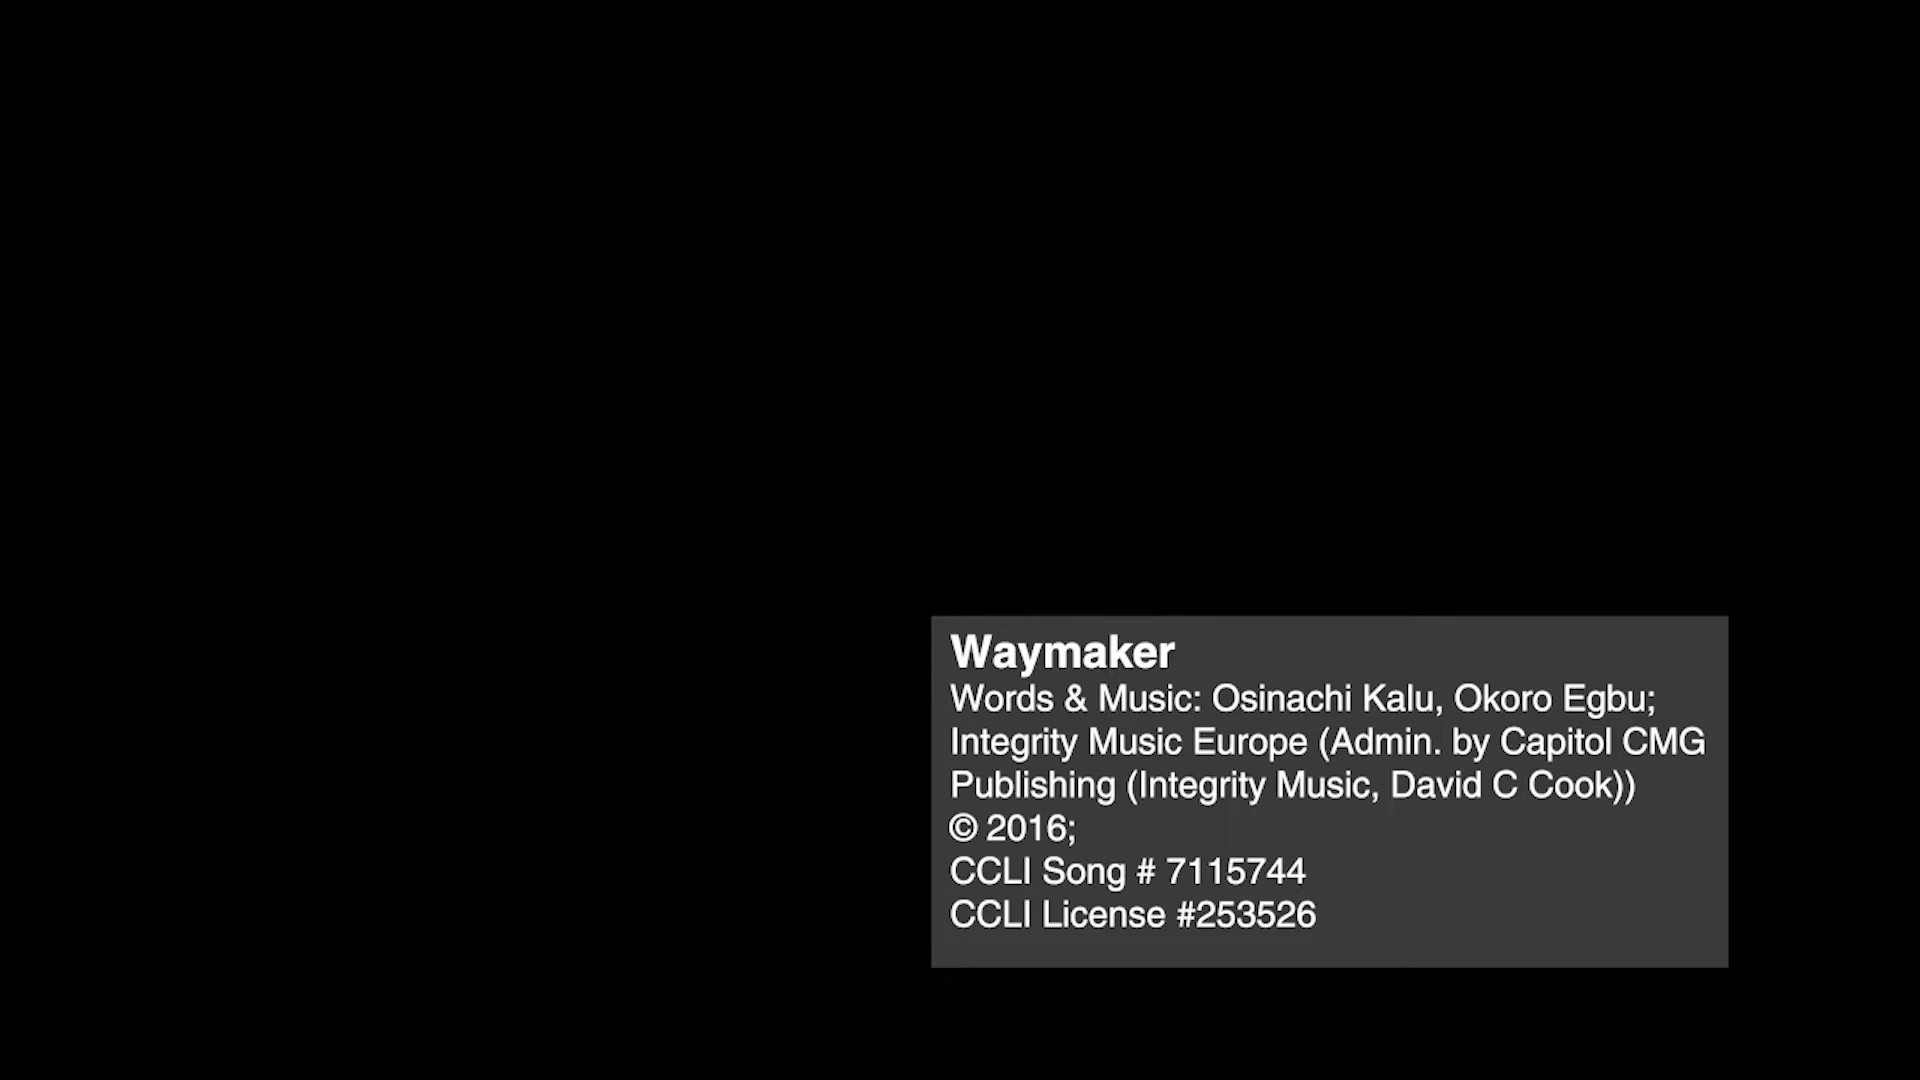 Waymaker
Words & Music: Osinachi Kalu, Okoro Egbu;
Integrity Music Europe (Admin. by Capitol CMG
Publishing (Integrity Music, David C Cook))
© 2016;
CCLI Song # 7115744
CCLI License #253526